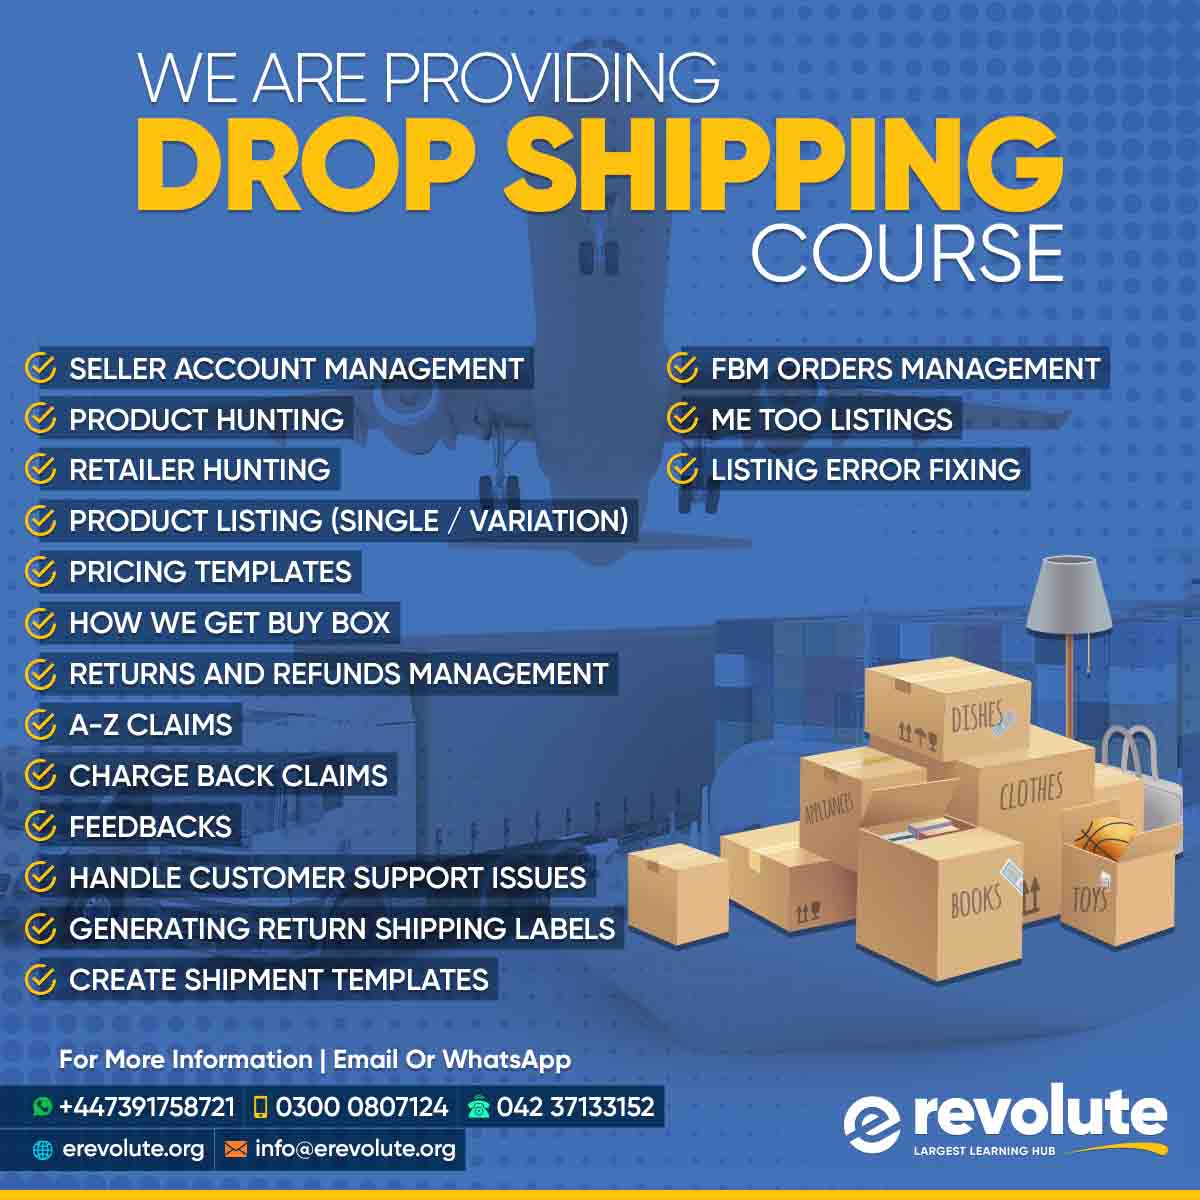 WE ARE PROVIDING
DROP SHIPPING
COURSE
SELLER ACCOUNT MANAGEMENT
PRODUCT HUNTING
RETAILER HUNTING
PRODUCT LISTING (SINGLE / VARIATION)
PRICING TEMPLATES
HOW WE GET BUY BOX
RETURNS AND REFUNDS MANAGEMENT
A-Z CLAIMS
CHARGE BACK CLAIMS
FEEDBACKS
HANDLE CUSTOMER SUPPORT ISSUES
GENERATING RETURN SHIPPING LABELS
CREATE SHIPMENT TEMPLATES
FBM ORDERS MANAGEMENT
ME TOO LISTINGS
LISTING ERROR FIXING
DISHES
APPLIANCES
CLOTHES
BOOKS
TOYS
For More Information | Email Or WhatsApp
+447391758721
0300 0807124
042 37133152
erevolute.org
info@erevolute.org
e revolute
LARGEST LEARNING HUB